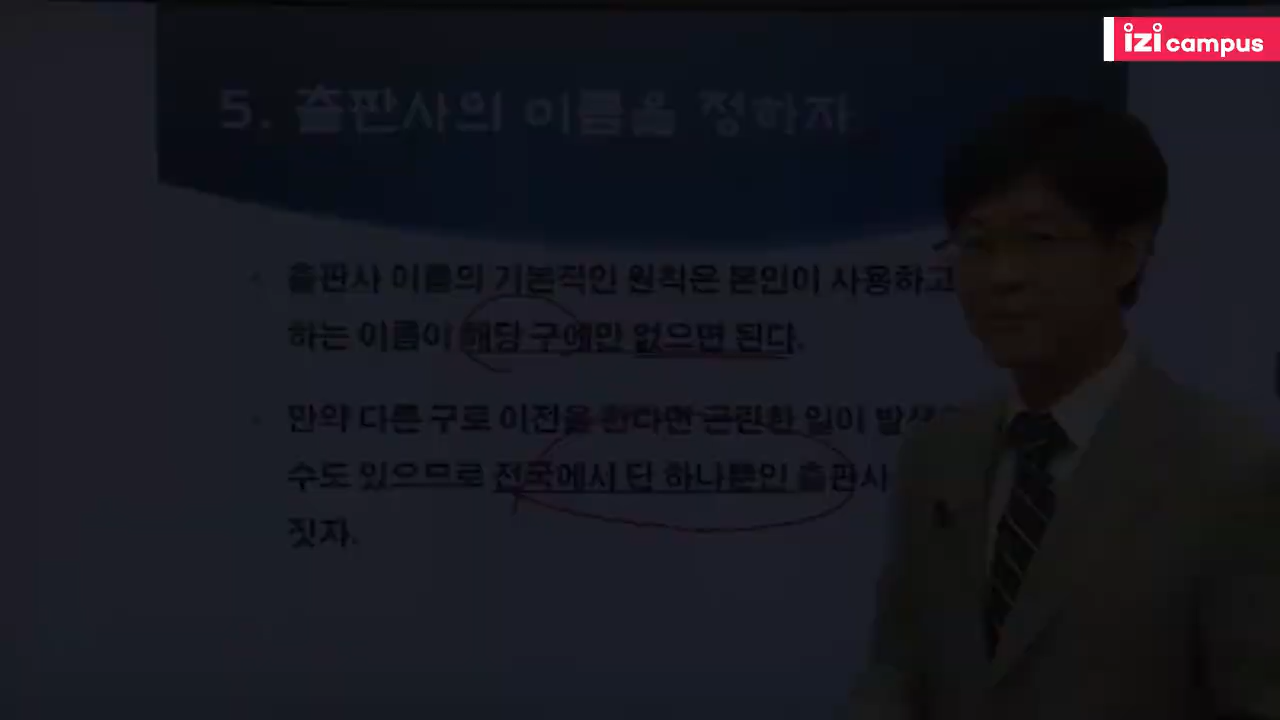 izi campus
5. 출판사의 이름을 정하자
출판사 이름의 기본적인 원칙은 본인이 사용하고
하는 이름이 해당 구에만 없으면 된다.
만약 다른 구로 이전을 한다면 곤란한 일이
수도 있으므로 전국에서 단 하나뿐인 출판사
짓자.